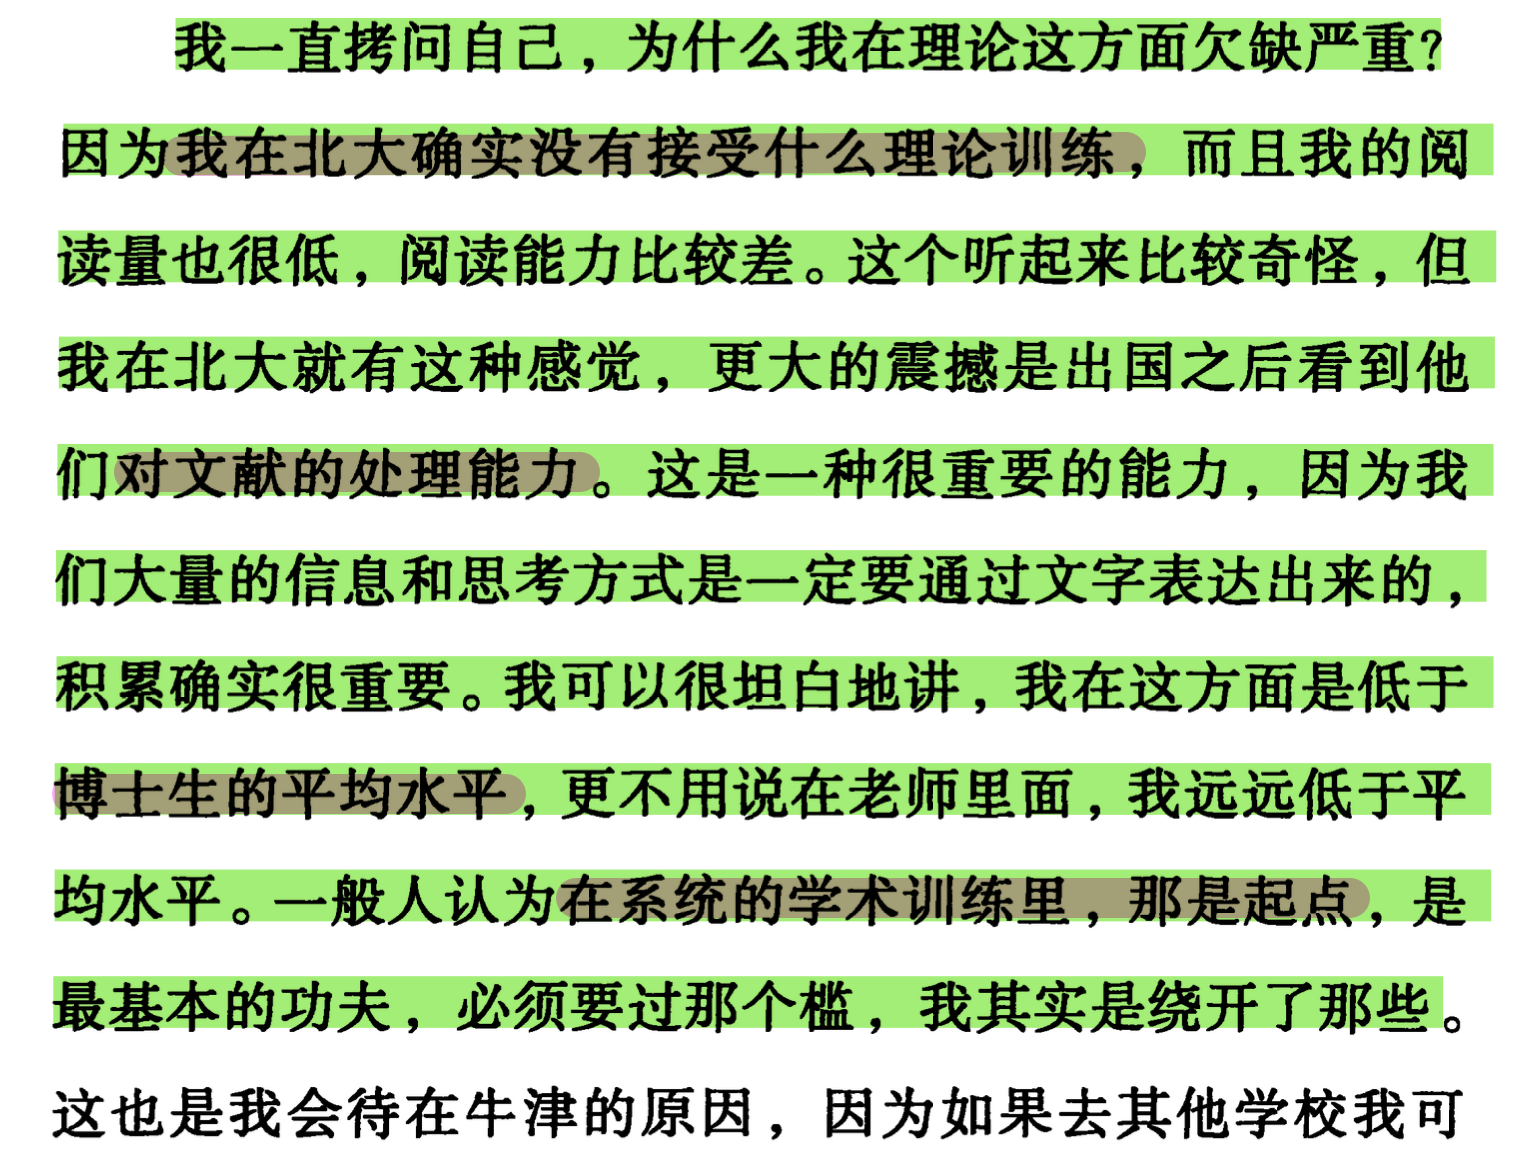 我一直拷问自己，为什么我在理论这方面欠缺严重？
因为我在北大确实没有接受什么理论训练，而且我的阅
读量也很低，阅读能力比较差。这个听起来比较奇怪，但
我在北大就有这种感觉，更大的震撼是出国之后看到他
们对文献的处理能力。这是一种很重要的能力，因为我
们大量的信息和思考方式是一定要通过文字表达出来的，
积累确实很重要。我可以很坦白地讲，我在这方面是低于
博士生的平均水平，更不用说在老师里面，我远远低于平
均水平。一般人认为在系统的学术训练里，那是起点，是
最基本的功夫，必须要过那个槛，我其实是绕开了那些。
这也是我会待在牛津的原因，因为如果去其他学校我可